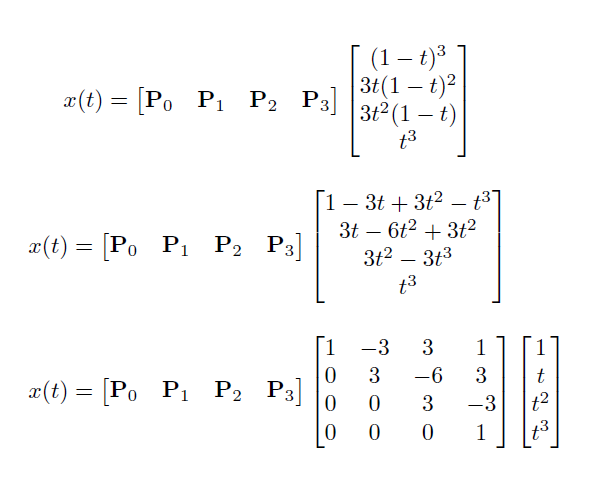 x(t) = [P₀ P₁ P₂ P₃] [(1 − t)³
3t(1 − t)²
3t²(1 − t)
t³]
x(t) = [P₀ P₁ P₂ P₃] [1 − 3t + 3t² − t³
3t − 6t² + 3t²
3t² − 3t³
t³]
x(t) = [P₀ P₁ P₂ P₃] [1 −3 3 1
0 3 −6 3
0 0 3 −3
0 0 0 1] [1
t
t²
t³]